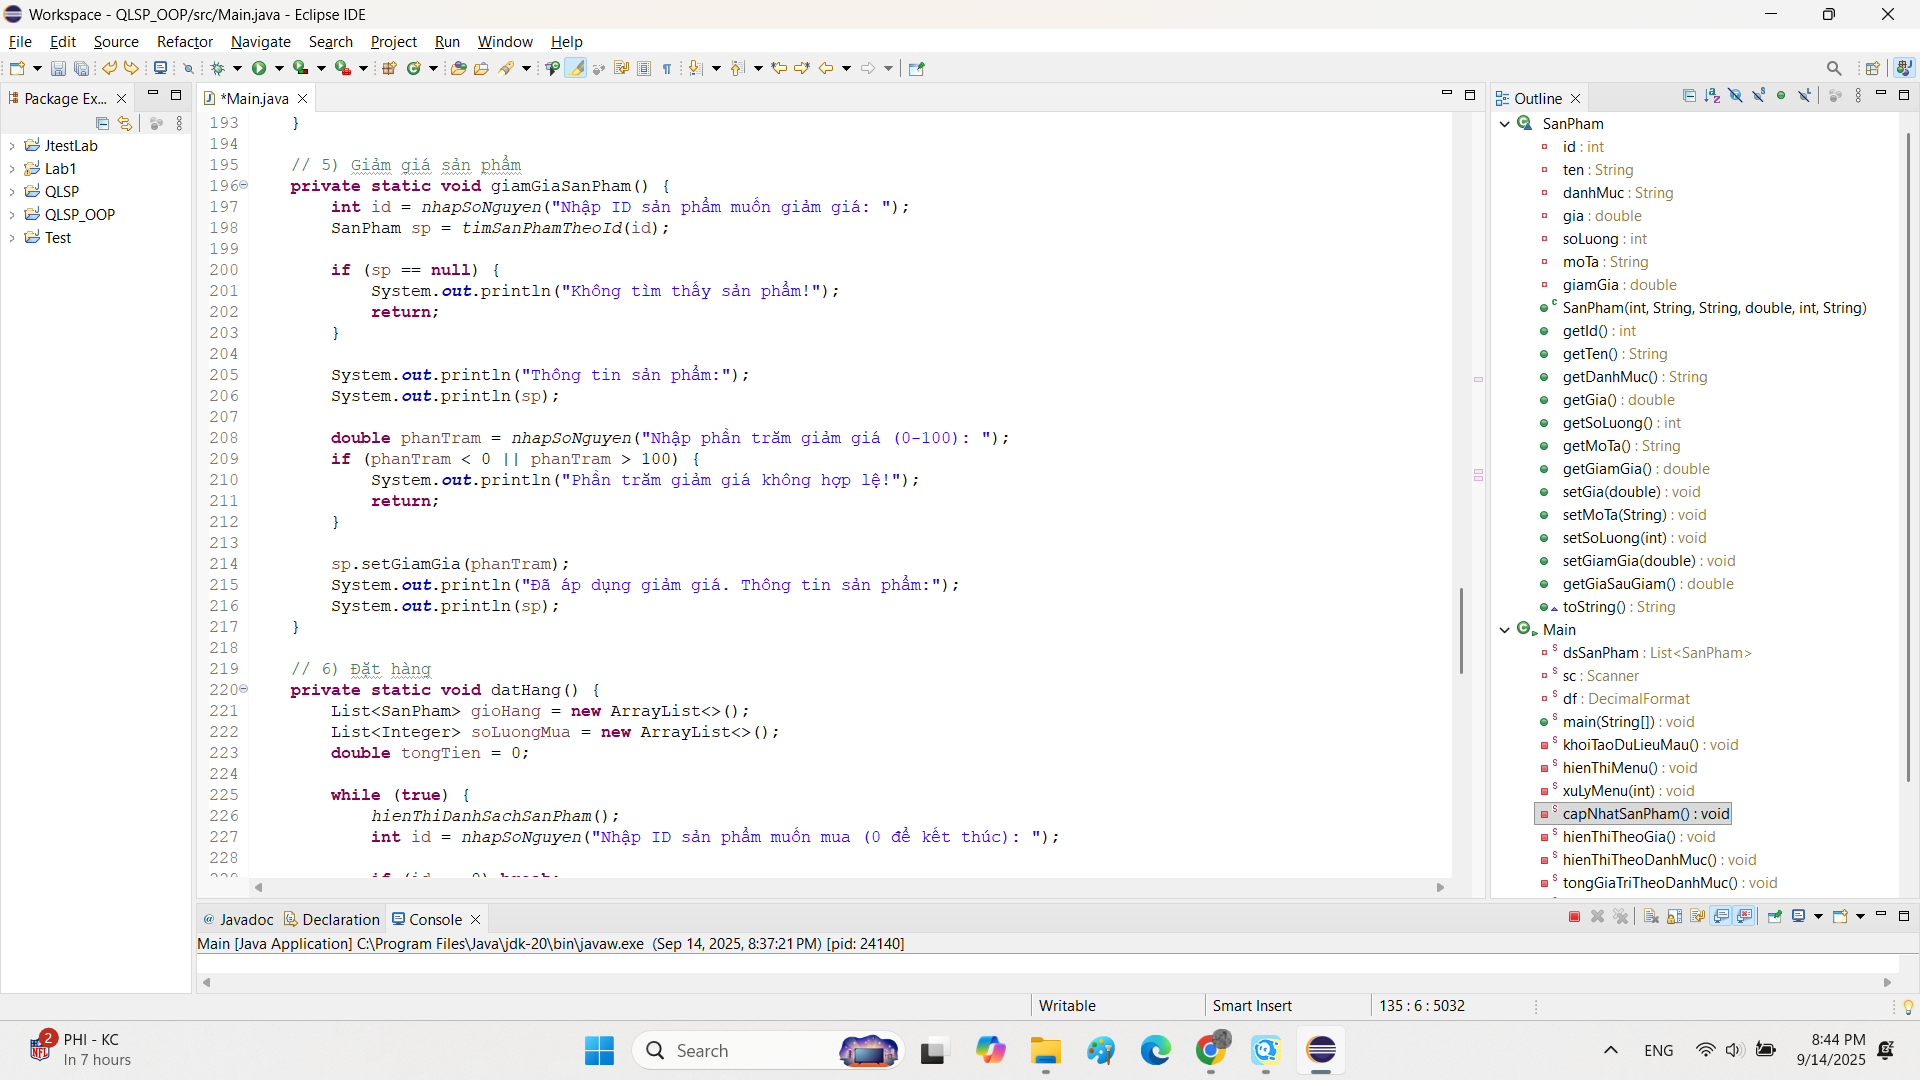 Workspace - QLSP_OOP/src/Main.java - Eclipse IDE
File Edit Source Refactor Navigate Search Project Run Window Help
Package Ex...
JtestLab
Lab1
QLSP
QLSP_OOP
Test
*Main.java
193 }
194
195 // 5) Giảm giá sản phẩm
196 private static void giamGiaSanPham() {
197 int id = nhapSoNguyen("Nhập ID sản phẩm muốn giảm giá: ");
198 SanPham sp = timSanPhamTheoId(id);
199
200 if (sp == null) {
201 System.out.println("Không tìm thấy sản phẩm!");
202 return;
203 }
204
205 System.out.println("Thông tin sản phẩm:");
206 System.out.println(sp);
207
208 double phanTram = nhapSoNguyen("Nhập phần trăm giảm giá (0-100): ");
209 if (phanTram < 0 || phanTram > 100) {
210 System.out.println("Phần trăm giảm giá không hợp lệ!");
211 return;
212 }
213
214 sp.setGiamGia(phanTram);
215 System.out.println("Đã áp dụng giảm giá. Thông tin sản phẩm:");
216 System.out.println(sp);
217 }
218
219 // 6) Đặt hàng
220 private static void datHang() {
221 List<SanPham> gioHang = new ArrayList<>();
222 List<Integer> soLuongMua = new ArrayList<>();
223 double tongTien = 0;
224
225 while (true) {
226 hienThiDanhSachSanPham();
227 int id = nhapSoNguyen("Nhập ID sản phẩm muốn mua (0 để kết thúc): ");
228
Outline
SanPham
id : int
ten : String
danhMuc : String
gia : double
soLuong : int
moTa : String
giamGia : double
SanPham(int, String, String, double, int, String)
getId() : int
getTen() : String
getDanhMuc() : String
getGia() : double
getSoLuong() : int
getMoTa() : String
getGiamGia() : double
setGia(double) : void
setMoTa(String) : void
setSoLuong(int) : void
setGiamGia(double) : void
getGiaSauGiam() : double
toString() : String
Main
dsSanPham : List<SanPham>
sc : Scanner
df : DecimalFormat
main(String[]) : void
khoiTaoDuLieuMau() : void
hienThiMenu() : void
xuLyMenu(int) : void
capNhatSanPham() : void
hienThiTheoGia() : void
hienThiTheoDanhMuc() : void
tongGiaTriTheoDanhMuc() : void
@ Javadoc Declaration Console
Main [Java Application] C:\Program Files\Java\jdk-20\bin\javaw.exe (Sep 14, 2025, 8:37:21 PM) [pid: 24140]
Writable Smart Insert 135 : 6 : 5032
2
PHI - KC
In 7 hours
Search
ENG
8:44 PM
9/14/2025